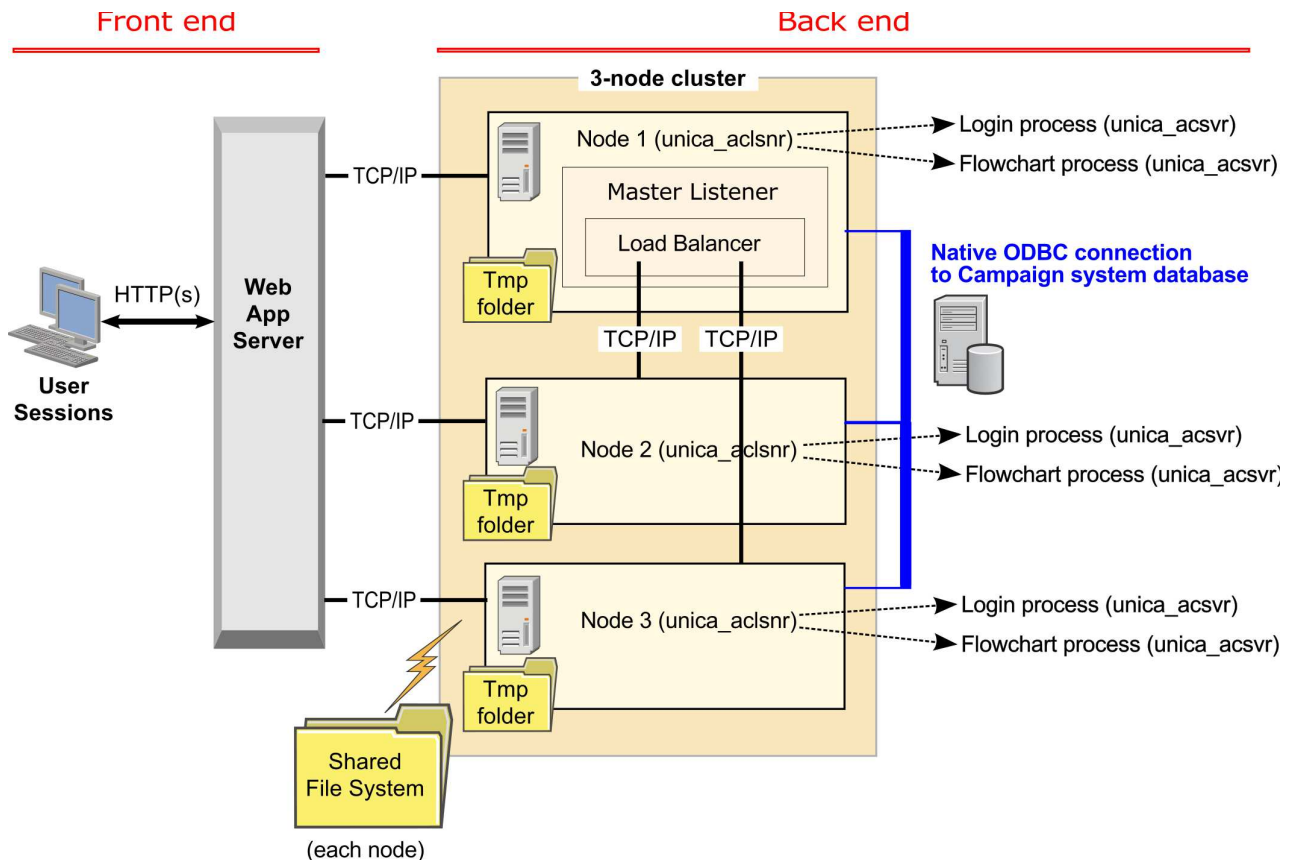 Front end
Back end
3-node cluster
Node 1 (unica_aclsnr)
Login process (unica_acsvr)
Flowchart process (unica_acsvr)
TCP/IP
Master Listener
Load Balancer
Tmp
folder
Native ODBC connection
to Campaign system database
HTTP(s)
Web
App
Server
User
Sessions
TCP/IP
TCP/IP
TCP/IP
Node 2 (unica_aclsnr)
Login process (unica_acsvr)
Flowchart process (unica_acsvr)
Tmp
folder
TCP/IP
Node 3 (unica_aclsnr)
Login process (unica_acsvr)
Flowchart process (unica_acsvr)
Tmp
folder
Shared
File System
(each node)